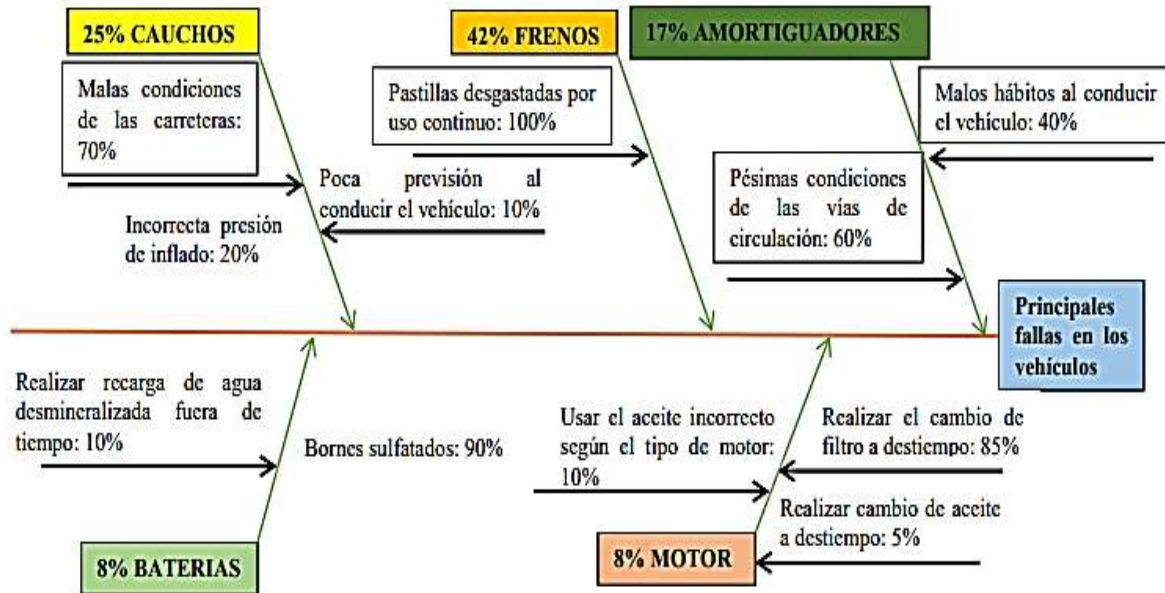 25% CAUCHOS
42% FRENOS
17% AMORTIGUADORES
Malas condiciones
de las carreteras:
70%
Pastillas desgastadas por
uso continuo: 100%
Malos hábitos al conducir
el vehículo: 40%
Poca previsión al
conducir el vehículo: 10%
Incorrecta presión
de inflado: 20%
Pésimas condiciones
de las vías de
circulación: 60%
Principales
fallas en los
vehículos
Realizar recarga de agua
desmineralizada fuera de
tiempo: 10%
Bornes sulfatados: 90%
Usar el aceite incorrecto
según el tipo de motor:
10%
Realizar el cambio de
filtro a destiempo: 85%
Realizar cambio de aceite
a destiempo: 5%
8% BATERIAS
8% MOTOR